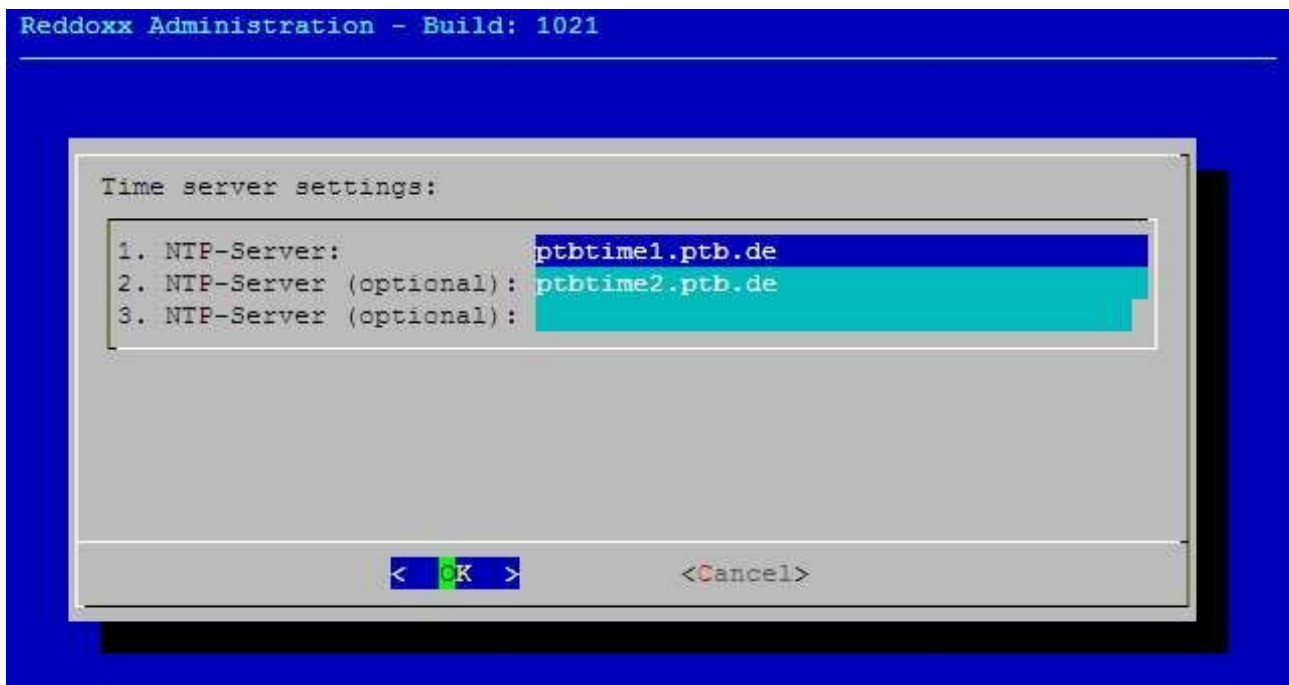 Reddoxx Administration - Build: 1021
Time server settings:
1. NTP-Server: ptbtime1.ptb.de
2. NTP-Server (optional): ptbtime2.ptb.de
3. NTP-Server (optional):
< OK > <Cancel>